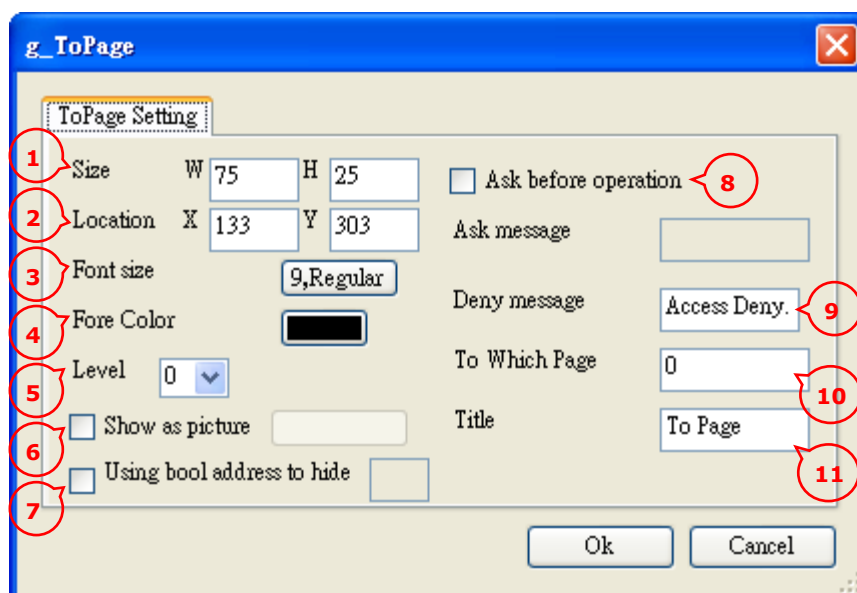 g_ToPage
ToPage Setting
1 Size W 75 H 25
2 Location X 133 Y 303
3 Font size 9,Regular
4 Fore Color
5 Level 0
6 Show as picture
7 Using bool address to hide
Ask before operation 8
Ask message
Deny message Access Deny. 9
To Which Page 0 10
Title To Page 11
Ok Cancel